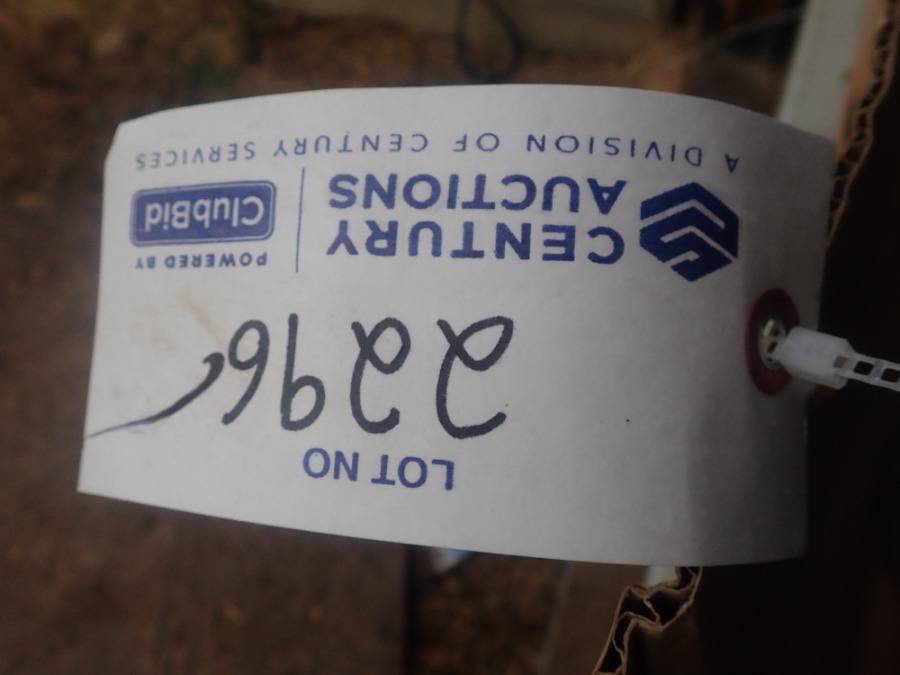 LOT NO
2296
CENTURY AUCTIONS
POWERED BY
ClubBid
A DIVISION OF CENTURY SERVICES